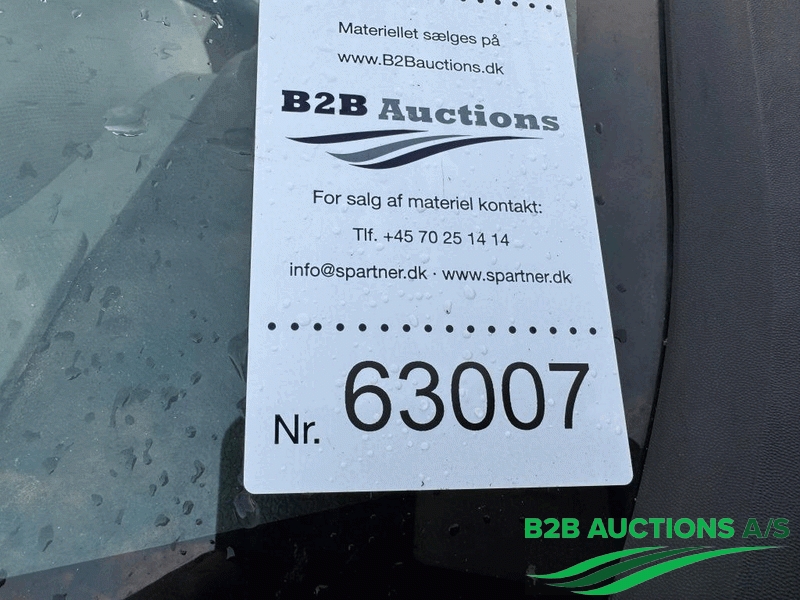 Materiellet sælges på
www.B2Bauctions.dk
B2B Auctions
For salg af materiel kontakt:
Tlf. +45 70 25 14 14
info@spartner.dk · www.spartner.dk
Nr. 63007
B2B AUCTIONS A/S